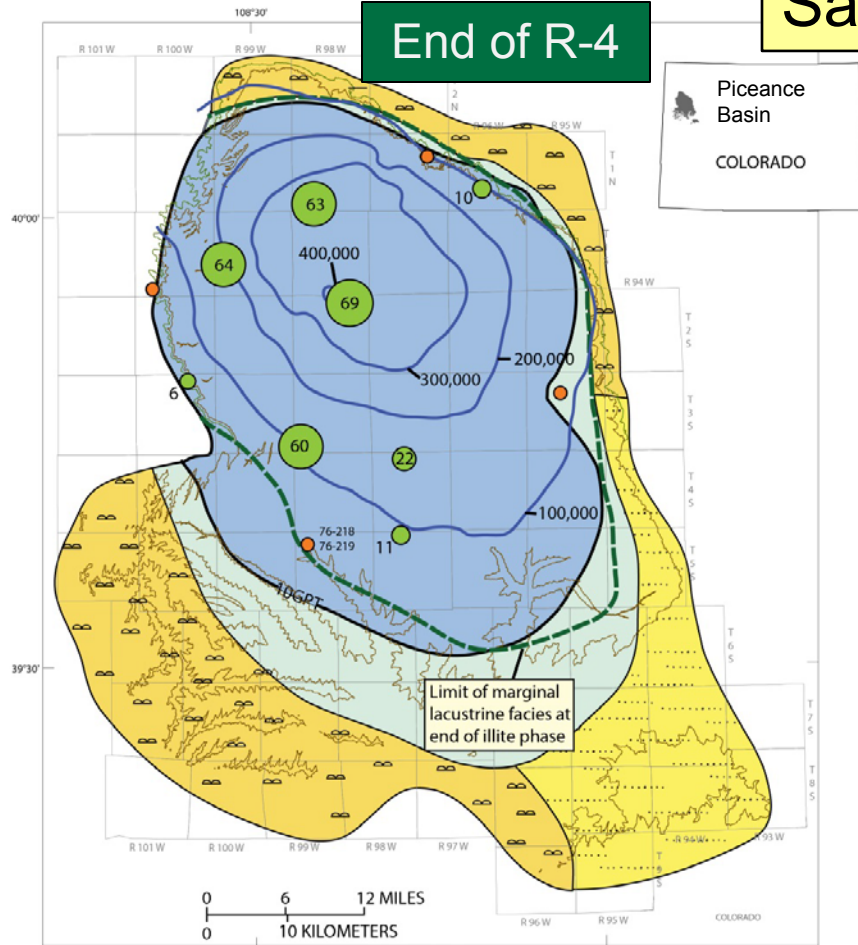 End of R-4
Sa
108°30'
R 101 W
R 100 W
R 99 W
R 98 W
2
N
R 95 W
T 1 N
Piceance
Basin
COLORADO
40°00'
10
63
64
400,000
69
R 94 W
T 2 S
200,000
300,000
6
T 3 S
60
22
T 4 S
100,000
76-218
76-219
11
T 5 S
10GPT
T 6 S
39°30'
Limit of marginal
lacustrine facies at
end of illite phase
T 7 S
T 8 S
R 101 W
R 100 W
R 99 W
R 98 W
R 97 W
R 94 W
R 93 W
0 6 12 MILES
0 10 KILOMETERS
R 96 W
R 95 W
COLORADO